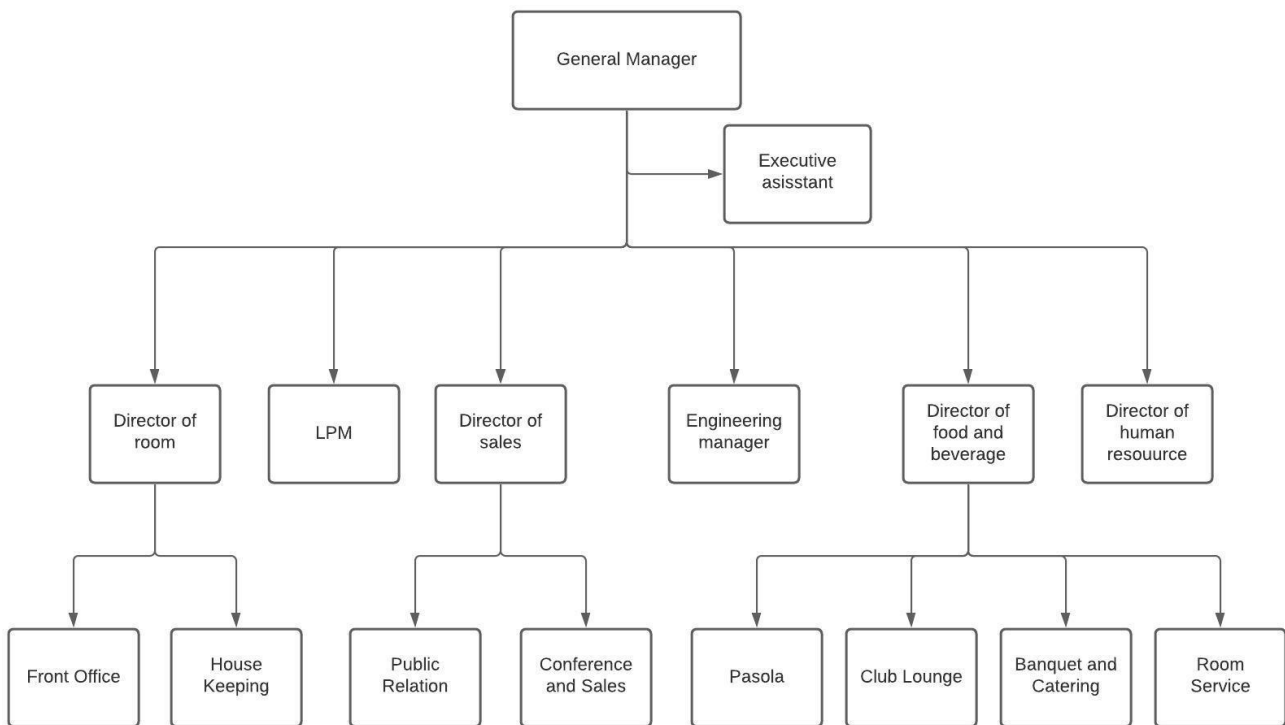 General Manager
Executive
asisstant
Director of
room
LPM
Director of
sales
Engineering
manager
Director of
food and
beverage
Director of
human
resouurce
Front Office
House
Keeping
Public
Relation
Conference
and Sales
Pasola
Club Lounge
Banquet and
Catering
Room
Service